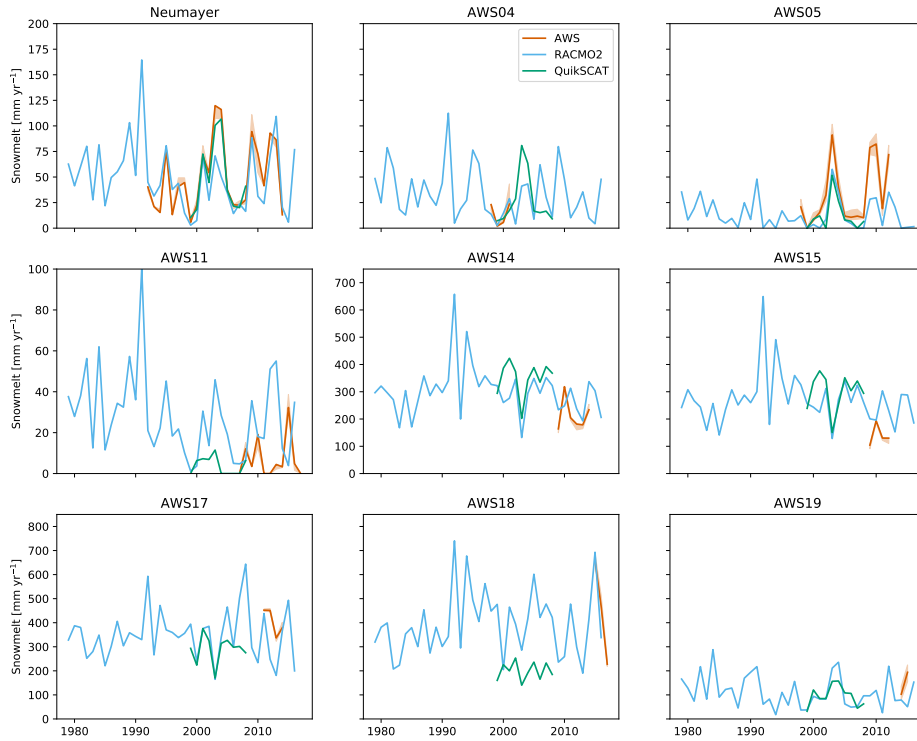 Neumayer
AWS04
AWS05
Snowmelt [mm yr⁻¹]
200
175
150
125
100
75
50
25
0
AWS
RACMO2
QuikSCAT
AWS11
AWS14
AWS15
Snowmelt [mm yr⁻¹]
100
80
60
40
20
0
700
600
500
400
300
200
100
0
AWS17
AWS18
AWS19
Snowmelt [mm yr⁻¹]
800
700
600
500
400
300
200
100
0
1980 1990 2000 2010
1980 1990 2000 2010
1980 1990 2000 2010